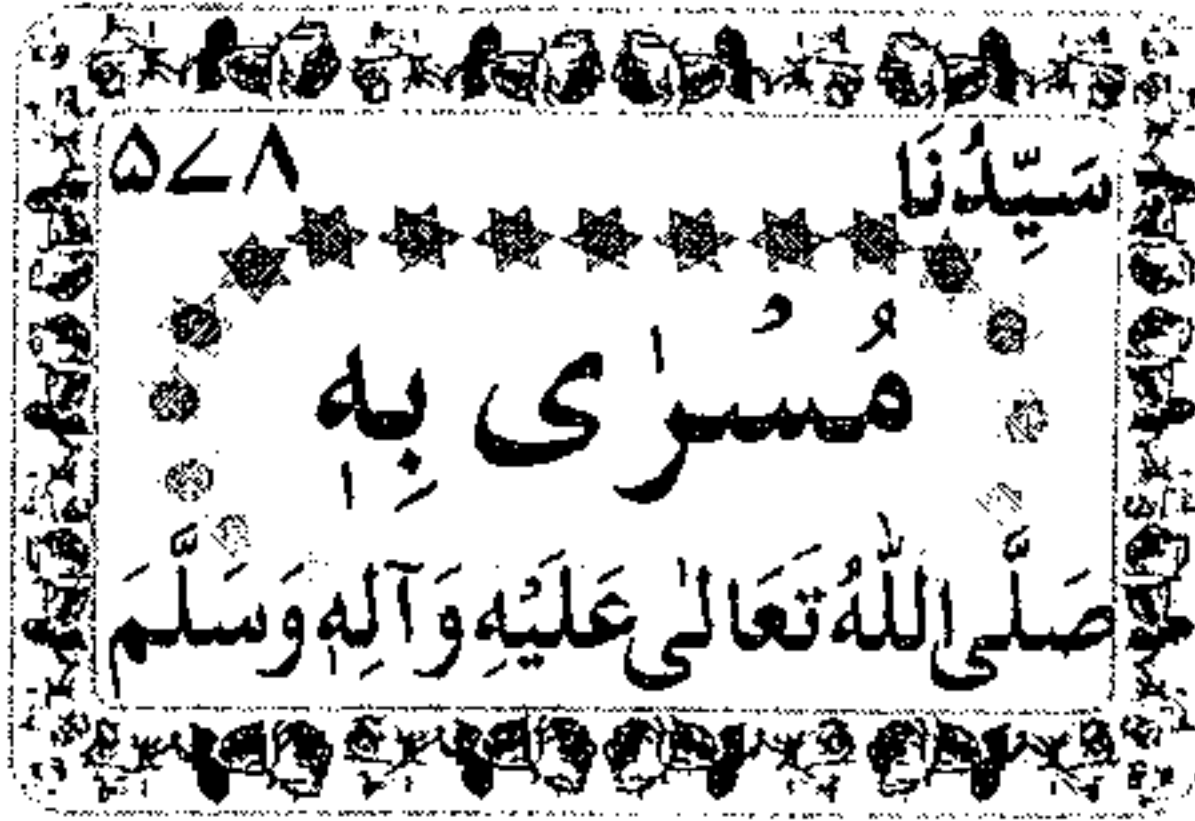 سَيِّدُنَا ۵۷۸
مُسْرٰى بِهٖ
صَلَّى اللّٰهُ تَعَالٰى عَلَيْهِ وَآلِهٖ وَسَلَّمَ